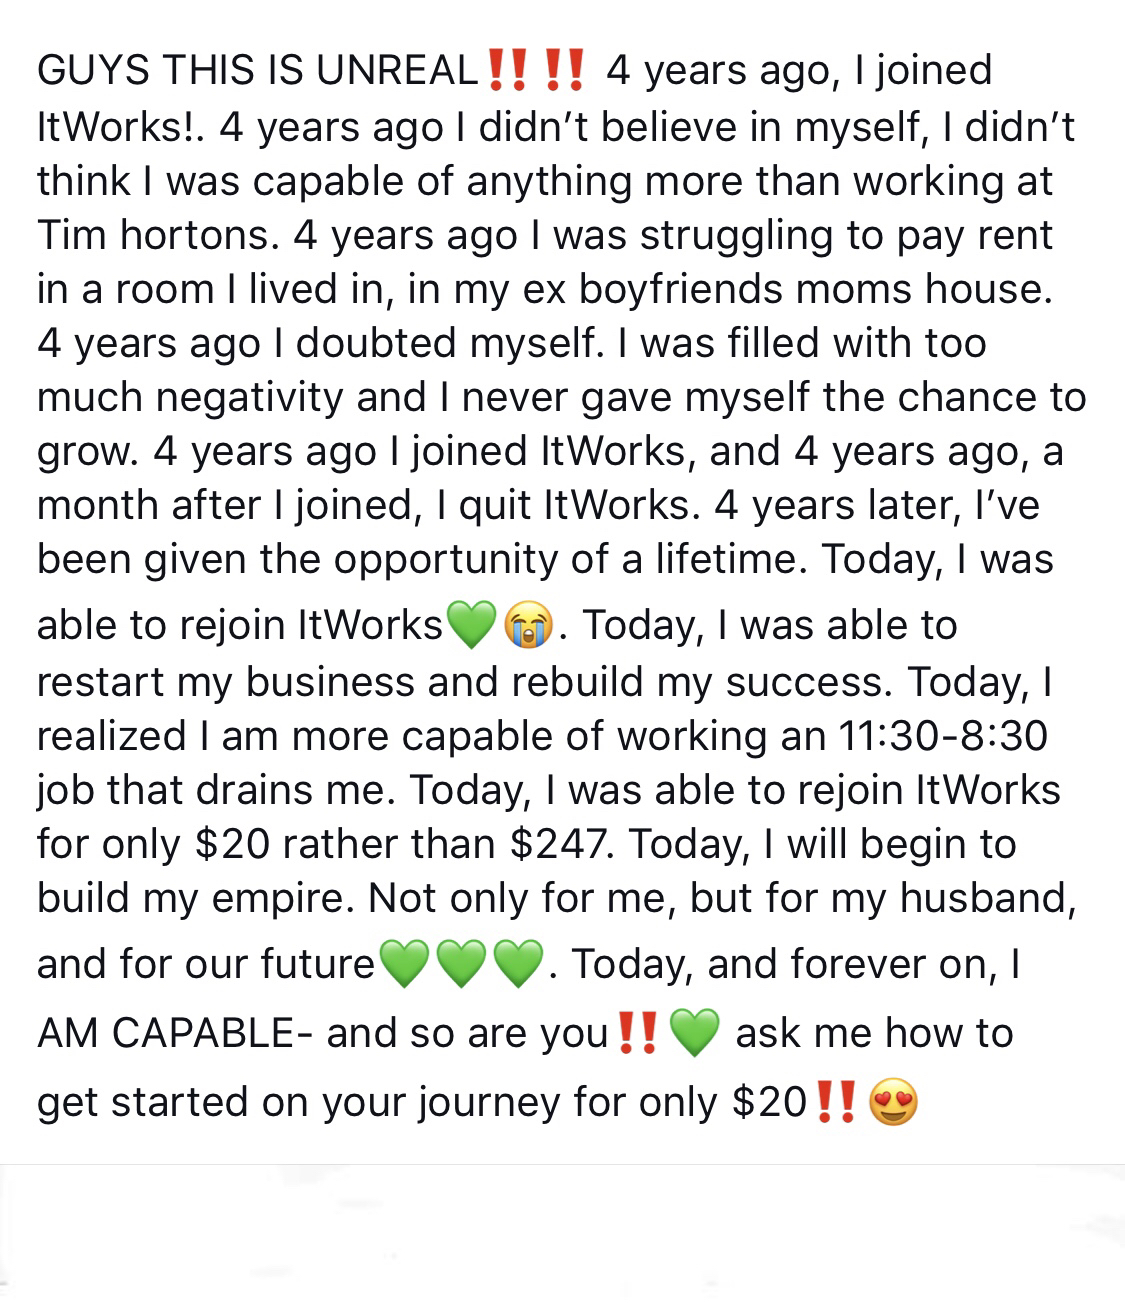 GUYS THIS IS UNREAL‼️‼️ 4 years ago, I joined
ItWorks!. 4 years ago I didn’t believe in myself, I didn’t
think I was capable of anything more than working at
Tim hortons. 4 years ago I was struggling to pay rent
in a room I lived in, in my ex boyfriends moms house.
4 years ago I doubted myself. I was filled with too
much negativity and I never gave myself the chance to
grow. 4 years ago I joined ItWorks, and 4 years ago, a
month after I joined, I quit ItWorks. 4 years later, I’ve
been given the opportunity of a lifetime. Today, I was
able to rejoin ItWorks💚😭. Today, I was able to
restart my business and rebuild my success. Today, I
realized I am more capable of working an 11:30-8:30
job that drains me. Today, I was able to rejoin ItWorks
for only $20 rather than $247. Today, I will begin to
build my empire. Not only for me, but for my husband,
and for our future💚💚💚. Today, and forever on, I
AM CAPABLE- and so are you‼️💚 ask me how to
get started on your journey for only $20‼️😍